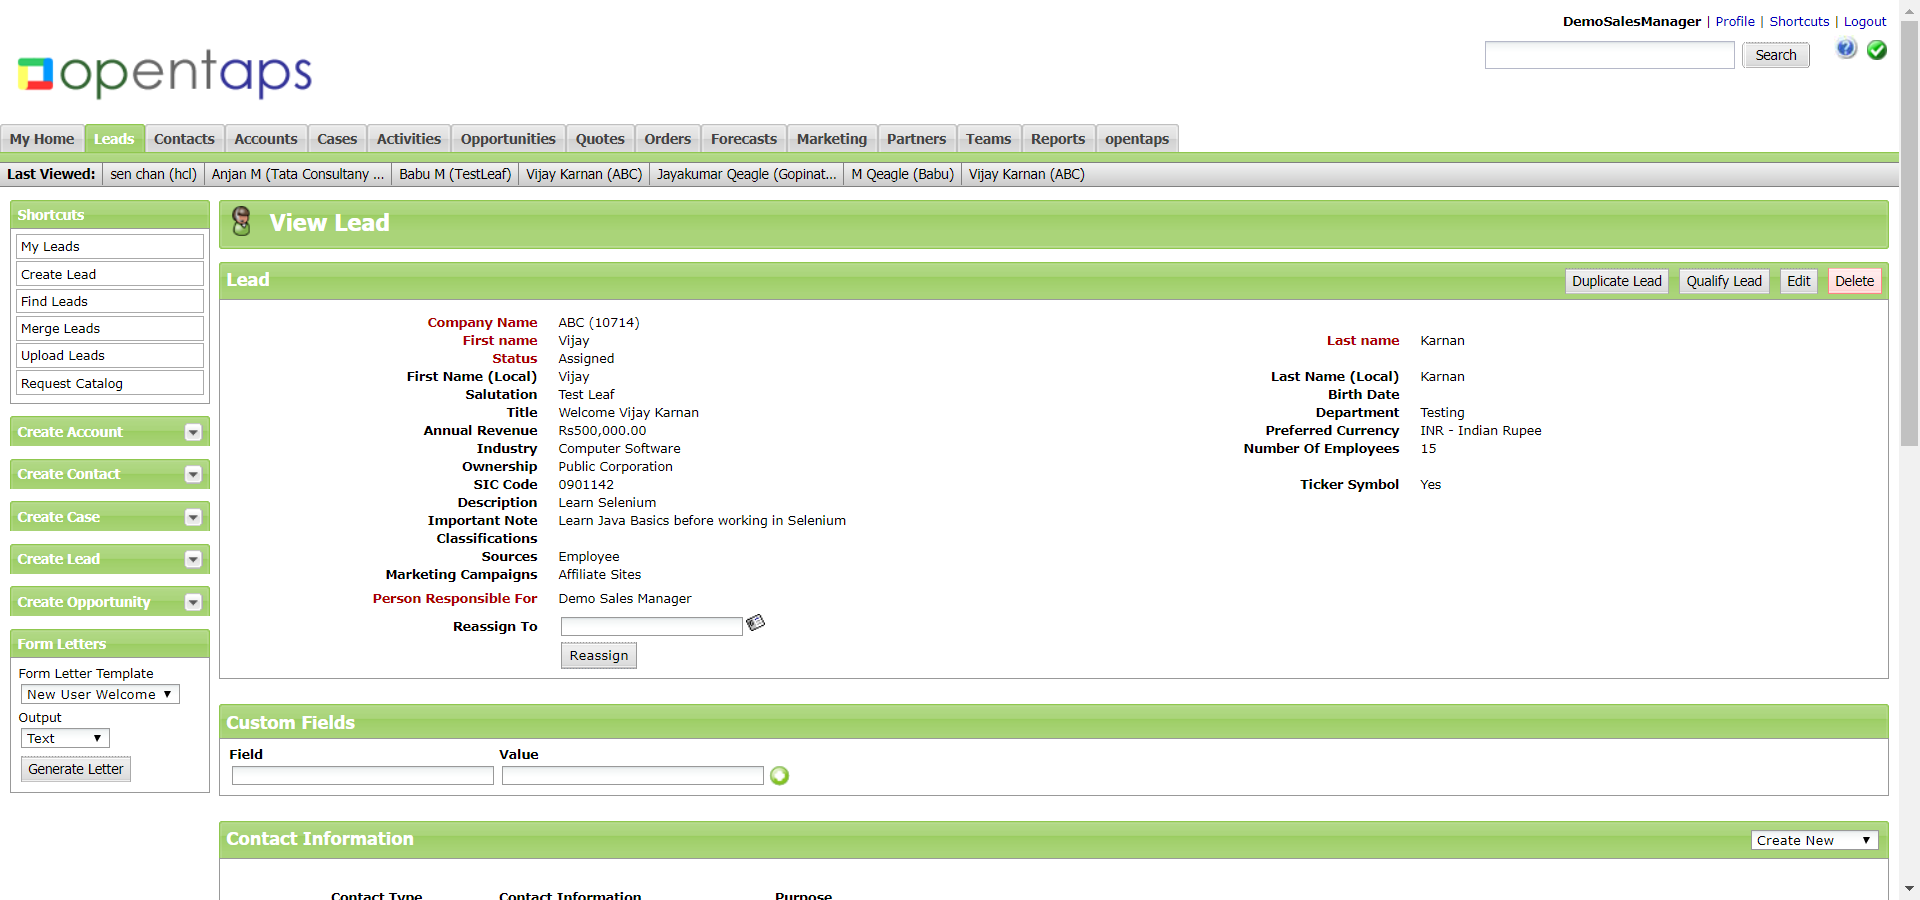 DemoSalesManager | Profile | Shortcuts | Logout
Search
opentaps
My Home Leads Contacts Accounts Cases Activities Opportunities Quotes Orders Forecasts Marketing Partners Teams Reports opentaps
Last Viewed: sen chan (hcl) Anjan M (Tata Consultany ... Babu M (TestLeaf) Vijay Karnan (ABC) Jayakumar Qeagle (Gopinat... M Qeagle (Babu) Vijay Karnan (ABC)
Shortcuts
My Leads
Create Lead
Find Leads
Merge Leads
Upload Leads
Request Catalog
Create Account
Create Contact
Create Case
Create Lead
Create Opportunity
Form Letters
Form Letter Template
New User Welcome
Output
Text
Generate Letter
View Lead
Lead Duplicate Lead Qualify Lead Edit Delete
Company Name ABC (10714)
First name Vijay Last name Karnan
Status Assigned
First Name (Local) Vijay Last Name (Local) Karnan
Salutation Test Leaf Birth Date
Title Welcome Vijay Karnan Department Testing
Annual Revenue Rs500,000.00 Preferred Currency INR - Indian Rupee
Industry Computer Software Number Of Employees 15
Ownership Public Corporation
SIC Code 0901142 Ticker Symbol Yes
Description Learn Selenium
Important Note Learn Java Basics before working in Selenium
Classifications
Sources Employee
Marketing Campaigns Affiliate Sites
Person Responsible For Demo Sales Manager
Reassign To
Reassign
Custom Fields
Field Value
Contact Information Create New
Contact Type Contact Information Purpose